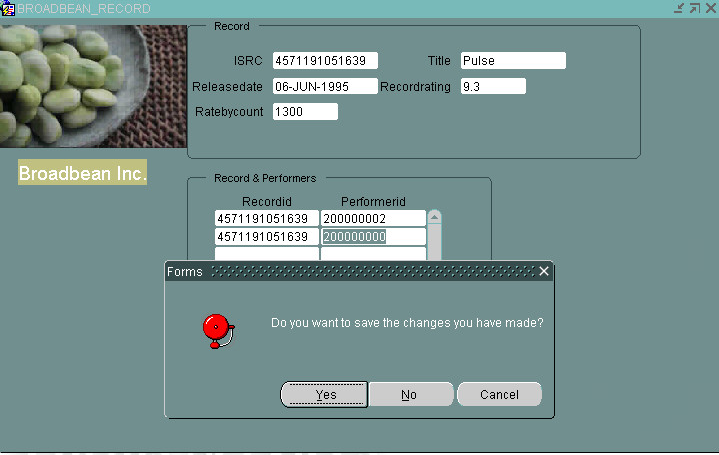 BROADBEAN_RECORD
Record
ISRC 4571191051639 Title Pulse
Releasedate 06-JUN-1995 Recordrating 9.3
Ratebycount 1300
Broadbean Inc.
Record & Performers
Recordid Performerid
4571191051639 200000002
4571191051639 200000000
Forms
Do you want to save the changes you have made?
Yes No Cancel